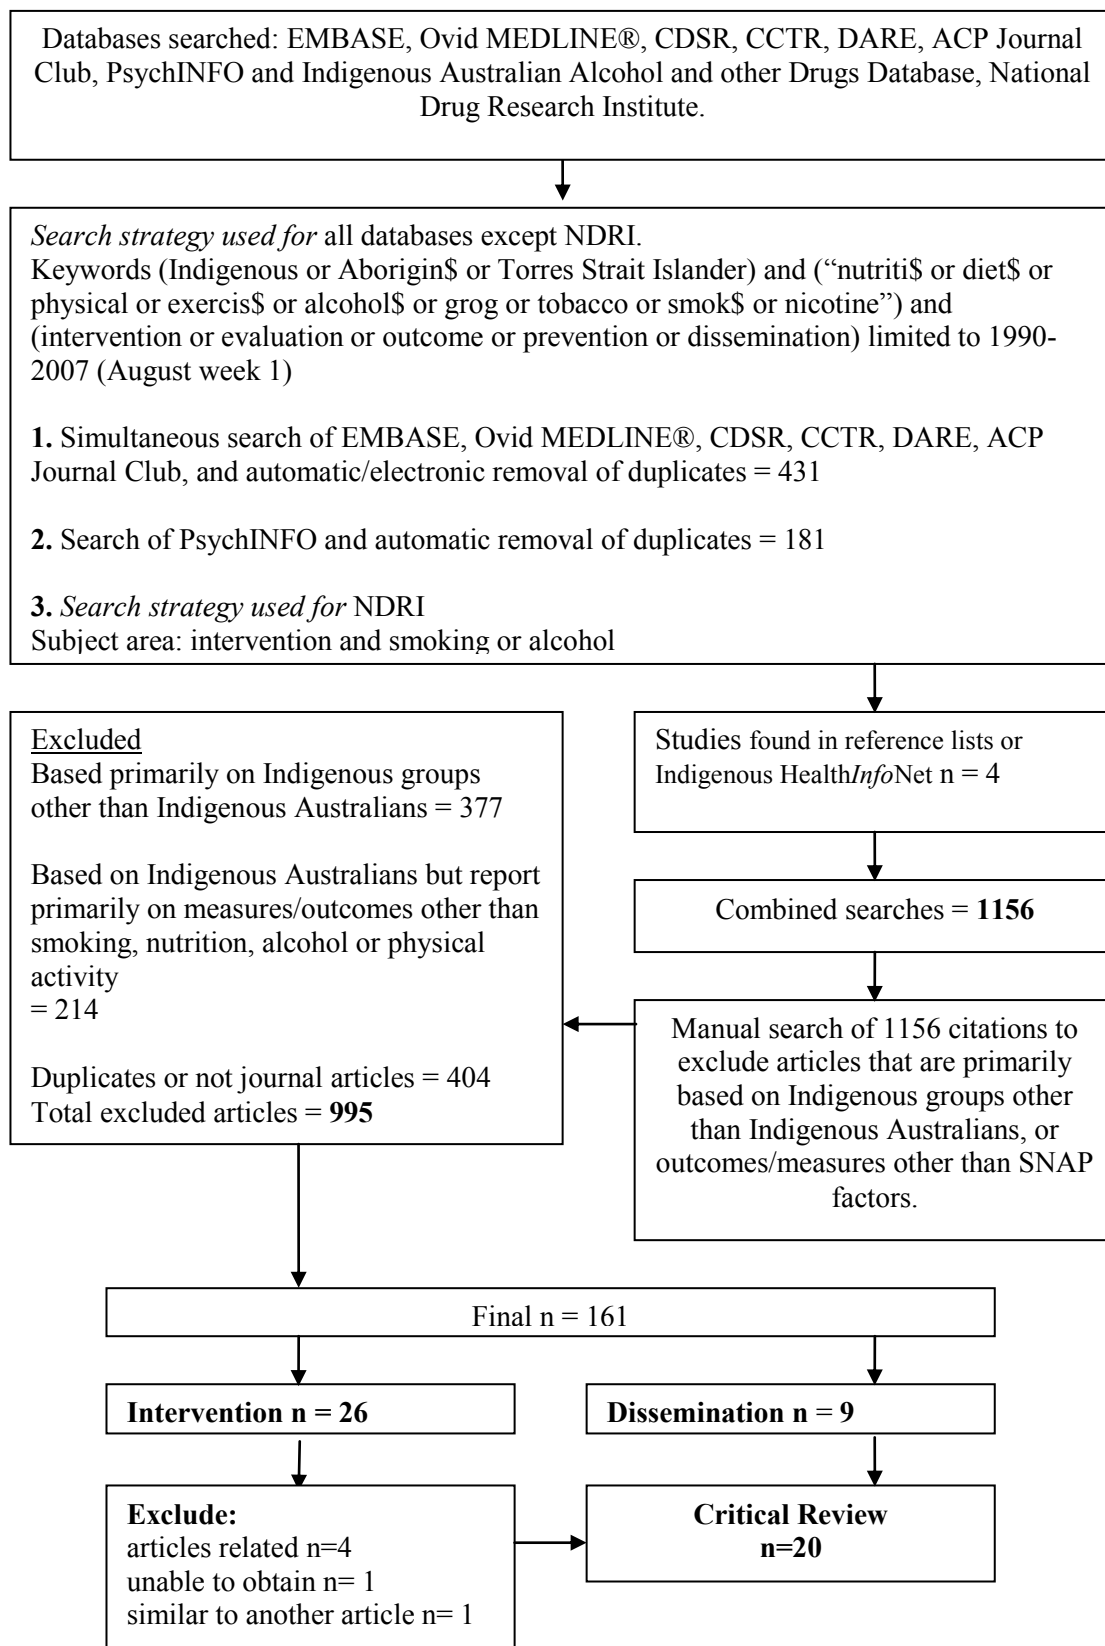 Databases searched: EMBASE, Ovid MEDLINE®, CDSR, CCTR, DARE, ACP Journal
Club, PsychINFO and Indigenous Australian Alcohol and other Drugs Database, National
Drug Research Institute.
Search strategy used for all databases except NDRI.
Keywords (Indigenous or Aborigin$ or Torres Strait Islander) and (“nutriti$ or diet$ or
physical or exercis$ or alcohol$ or grog or tobacco or smok$ or nicotine”) and
(intervention or evaluation or outcome or prevention or dissemination) limited to 1990-
2007 (August week 1)
1. Simultaneous search of EMBASE, Ovid MEDLINE®, CDSR, CCTR, DARE, ACP
Journal Club, and automatic/electronic removal of duplicates = 431
2. Search of PsychINFO and automatic removal of duplicates = 181
3. Search strategy used for NDRI
Subject area: intervention and smoking or alcohol
Studies found in reference lists or
Indigenous HealthInfoNet n = 4
Combined searches = 1156
Manual search of 1156 citations to
exclude articles that are primarily
based on Indigenous groups other
than Indigenous Australians, or
outcomes/measures other than SNAP
factors.
Excluded
Based primarily on Indigenous groups
other than Indigenous Australians = 377
Based on Indigenous Australians but report
primarily on measures/outcomes other than
smoking, nutrition, alcohol or physical
activity
= 214
Duplicates or not journal articles = 404
Total excluded articles = 995
Final n = 161
Intervention n = 26
Dissemination n = 9
Exclude:
articles related n=4
unable to obtain n= 1
similar to another article n= 1
Critical Review
n=20